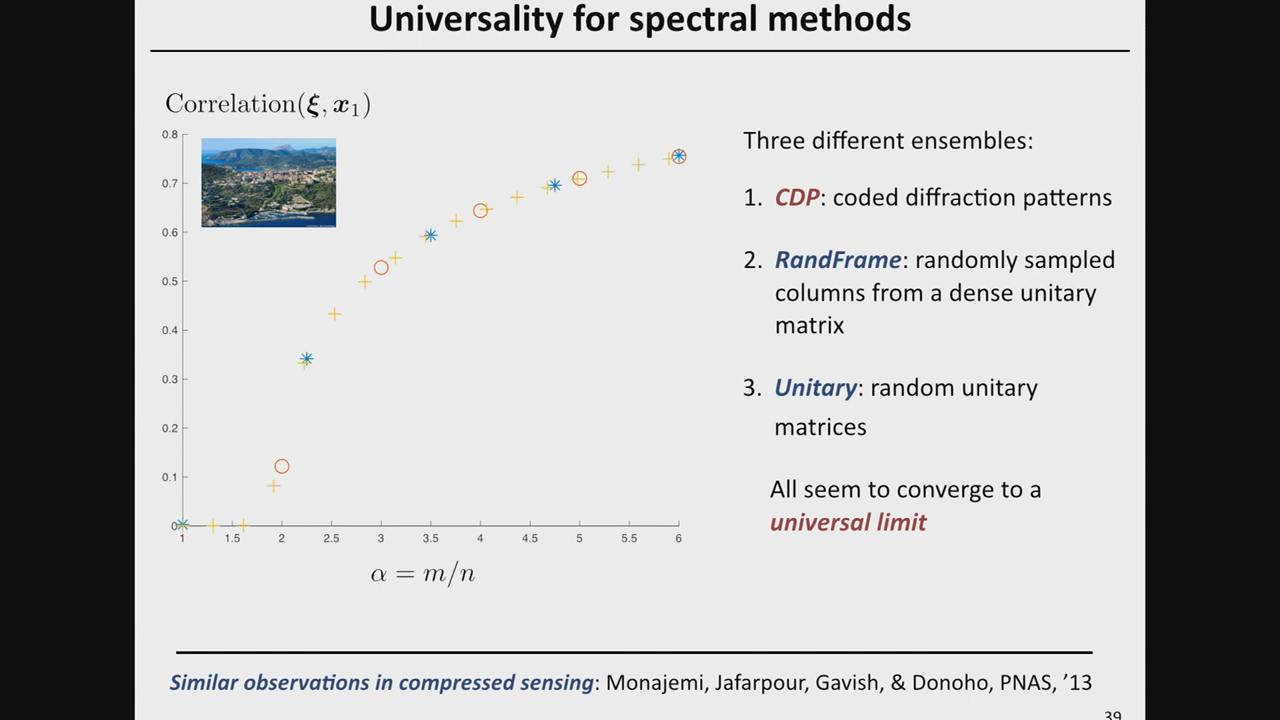 Universality for spectral methods
Correlation(ξ, x₁)
0.8
0.7
0.6
0.5
0.4
0.3
0.2
0.1
0
1 1.5 2 2.5 3 3.5 4 4.5 5 5.5 6
α = m/n
Three different ensembles:
1. CDP: coded diffraction patterns
2. RandFrame: randomly sampled
columns from a dense unitary
matrix
3. Unitary: random unitary
matrices
All seem to converge to a
universal limit
Similar observations in compressed sensing: Monajemi, Jafarpour, Gavish, & Donoho, PNAS, ’13
39